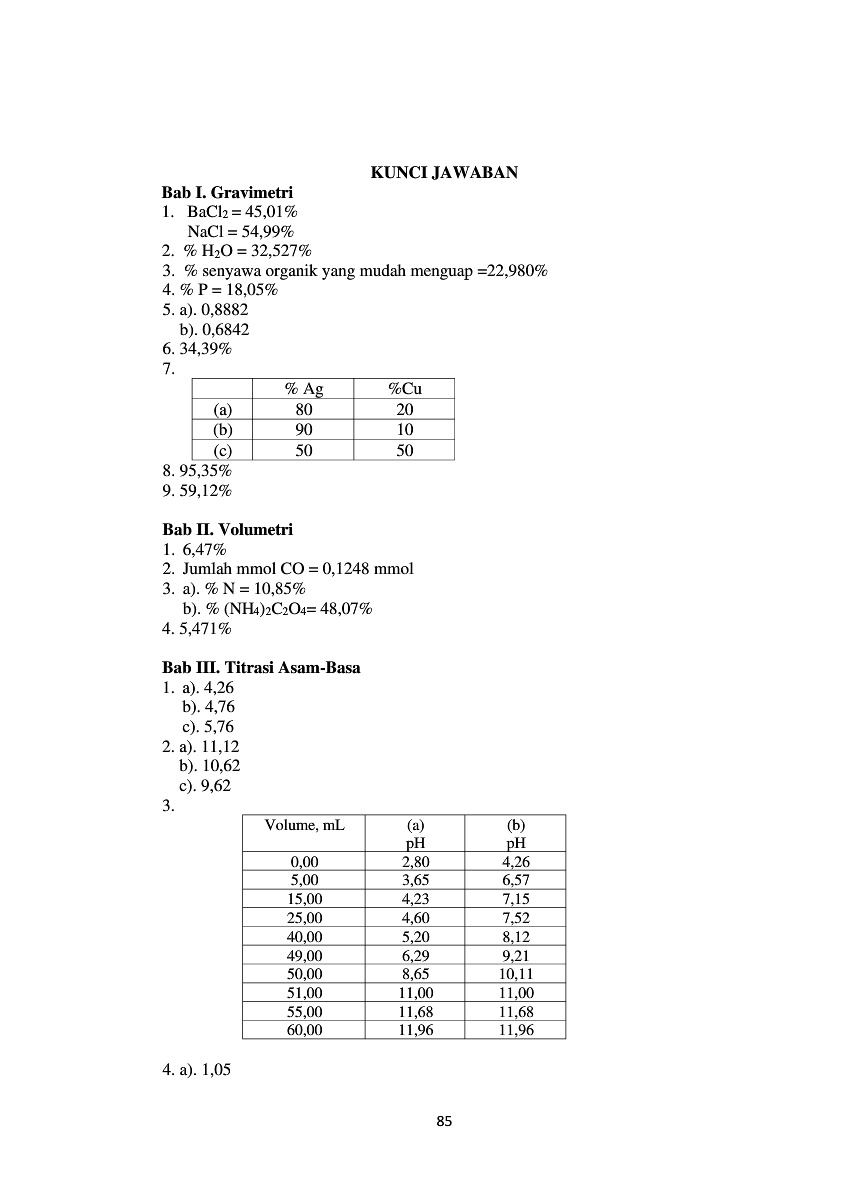 KUNCI JAWABAN
Bab I. Gravimetri
1. BaCl2 = 45,01%
NaCl = 54,99%
2. % H2O = 32,527%
3. % senyawa organik yang mudah menguap =22,980%
4. % P = 18,05%
5. a). 0,8882
b). 0,6842
6. 34,39%
7.
% Ag %Cu
(a) 80 20
(b) 90 10
(c) 50 50
8. 95,35%
9. 59,12%
Bab II. Volumetri
1. 6,47%
2. Jumlah mmol CO = 0,1248 mmol
3. a). % N = 10,85%
b). % (NH4)2C2O4= 48,07%
4. 5,471%
Bab III. Titrasi Asam-Basa
1. a). 4,26
b). 4,76
c). 5,76
2. a). 11,12
b). 10,62
c). 9,62
3.
Volume, mL (a) (b)
pH pH
0,00 2,80 4,26
5,00 3,65 6,57
15,00 4,23 7,15
25,00 4,60 7,52
40,00 5,20 8,12
49,00 6,29 9,21
50,00 8,65 10,11
51,00 11,00 11,00
55,00 11,68 11,68
60,00 11,96 11,96
4. a). 1,05
85